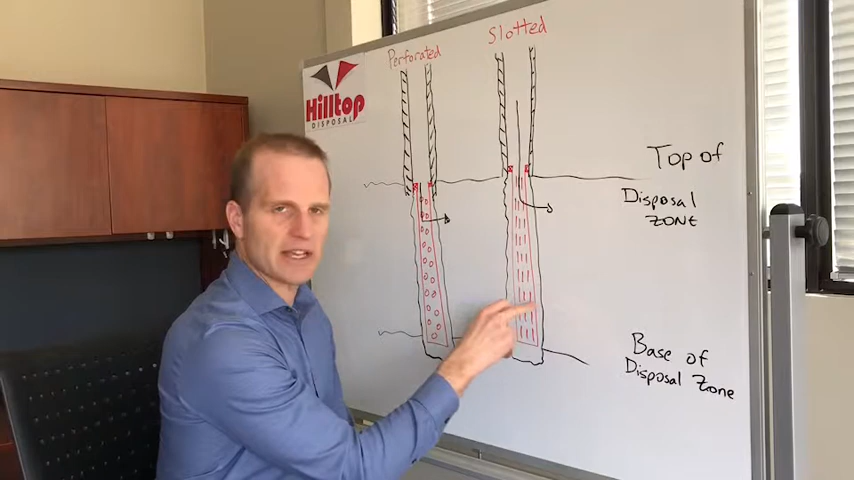 Perforated
Slotted
Hilltop
DISPOSAL
Top of
Disposal
ZONE
Base of
Disposal Zone